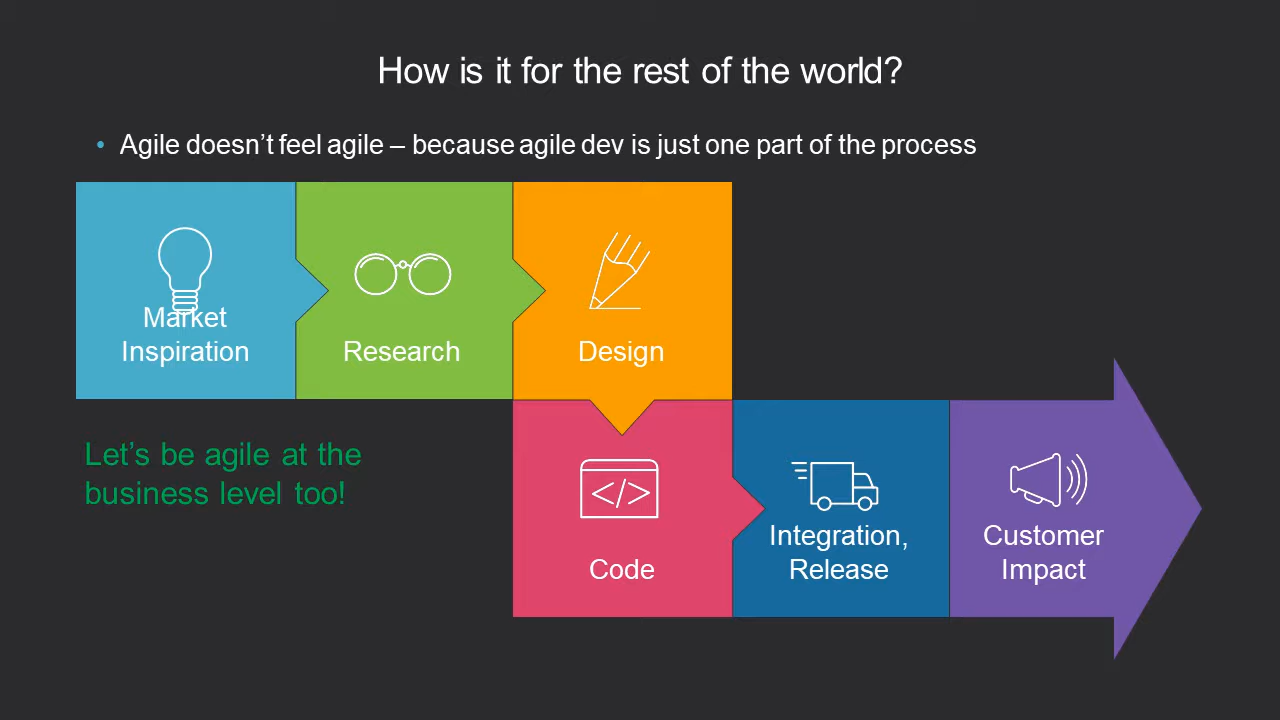 How is it for the rest of the world?
• Agile doesn’t feel agile – because agile dev is just one part of the process
Market
Inspiration
Research
Design
Let’s be agile at the
business level too!
</>
Code
Integration,
Release
Customer
Impact